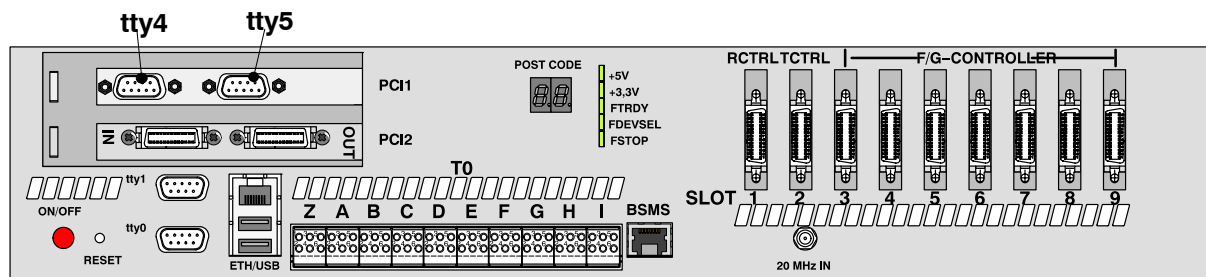 tty4 tty5
RCTRL TCTRL F/G-CONTROLLER
POST CODE
+5V
PCI1
+3,3V
FTRDY
FDEVSEL
FSTOP
IN OUT PCI2
T0
tty1
SLOT 1 2 3 4 5 6 7 8 9
ON/OFF
Z A B C D E F G H I BSMS
tty0
RESET
ETH/USB
20 MHz IN